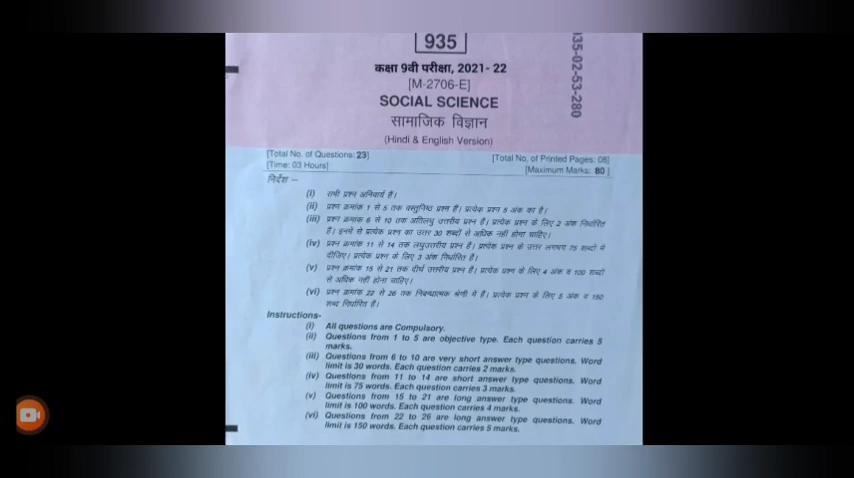 935
कक्षा 9वी परीक्षा, 2021- 22
[M-2706-E]
SOCIAL SCIENCE
सामाजिक विज्ञान
(Hindi & English Version)
35-02-53-280
[Total No. of Questions: 23]
[Total No. of Printed Pages: 08]
[Time: 03 Hours]
[Maximum Marks: 80 ]
निर्देश –
(i) सभी प्रश्न अनिवार्य हैं।
(ii) प्रश्न क्रमांक 1 से 5 तक वस्तुनिष्ठ प्रश्न हैं। प्रत्येक प्रश्न 5 अंक का है।
(iii) प्रश्न क्रमांक 6 से 10 तक अतिलघु उत्तरीय प्रश्न हैं। प्रत्येक प्रश्न के लिए 2 अंक निर्धारित
हैं। इनमें से प्रत्येक प्रश्न का उत्तर 30 शब्दों से अधिक नहीं होना चाहिए।
(iv) प्रश्न क्रमांक 11 से 14 तक लघुउत्तरीय प्रश्न हैं। प्रत्येक प्रश्न के उत्तर लगभग 75 शब्दों में
दीजिए। प्रत्येक प्रश्न के लिए 3 अंक निर्धारित हैं।
(v) प्रश्न क्रमांक 15 से 21 तक दीर्घ उत्तरीय प्रश्न हैं। प्रत्येक प्रश्न के लिए 4 अंक व 100 शब्दों
से अधिक नहीं होना चाहिए।
(vi) प्रश्न क्रमांक 22 से 26 तक निबन्धात्मक श्रेणी में हैं। प्रत्येक प्रश्न के लिए 5 अंक व 150
शब्द निर्धारित हैं।
Instructions-
(i) All questions are Compulsory.
(ii) Questions from 1 to 5 are objective type. Each question carries 5
marks.
(iii) Questions from 6 to 10 are very short answer type questions. Word
limit is 30 words. Each question carries 2 marks.
(iv) Questions from 11 to 14 are short answer type questions. Word
limit is 75 words. Each question carries 3 marks.
(v) Questions from 15 to 21 are long answer type questions. Word
limit is 100 words. Each question carries 4 marks.
(vi) Questions from 22 to 26 are long answer type questions. Word
limit is 150 words. Each question carries 5 marks.